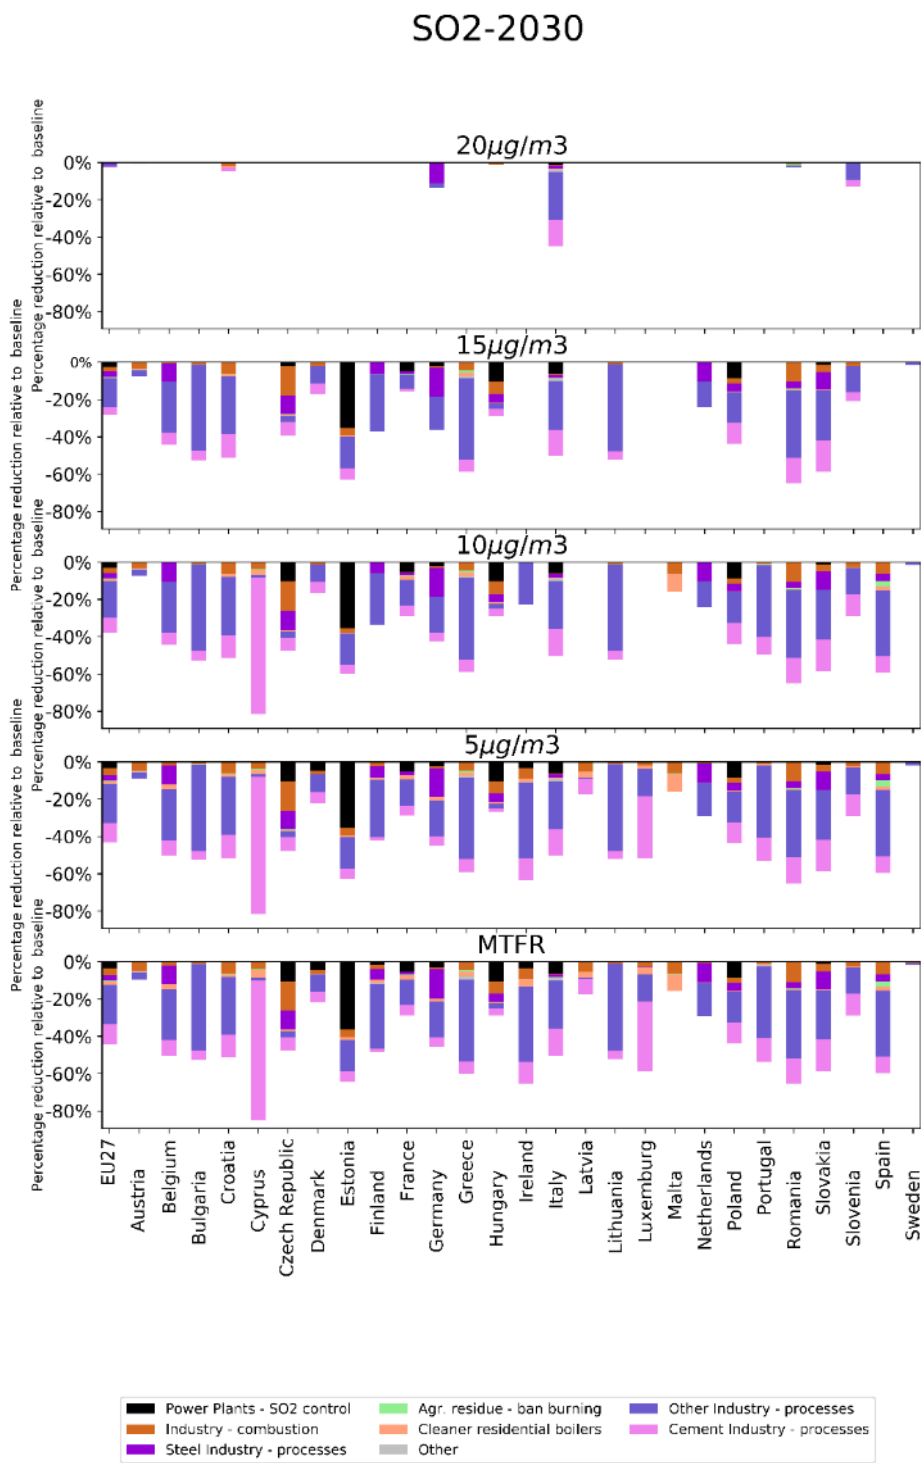 SO2-2030
20μg/m3
Percentage reduction relative to baseline
0%
-20%
-40%
-60%
-80%
15μg/m3
Percentage reduction relative to baseline
0%
-20%
-40%
-60%
-80%
10μg/m3
Percentage reduction relative to baseline
0%
-20%
-40%
-60%
-80%
5μg/m3
Percentage reduction relative to baseline
0%
-20%
-40%
-60%
-80%
MTFR
Percentage reduction relative to baseline
0%
-20%
-40%
-60%
-80%
EU27
Austria
Belgium
Bulgaria
Croatia
Cyprus
Czech Republic
Denmark
Estonia
Finland
France
Germany
Greece
Hungary
Ireland
Italy
Latvia
Lithuania
Luxemburg
Malta
Netherlands
Poland
Portugal
Romania
Slovakia
Slovenia
Spain
Sweden
Power Plants - SO2 control
Industry - combustion
Steel Industry - processes
Agr. residue - ban burning
Cleaner residential boilers
Other
Other Industry - processes
Cement Industry - processes